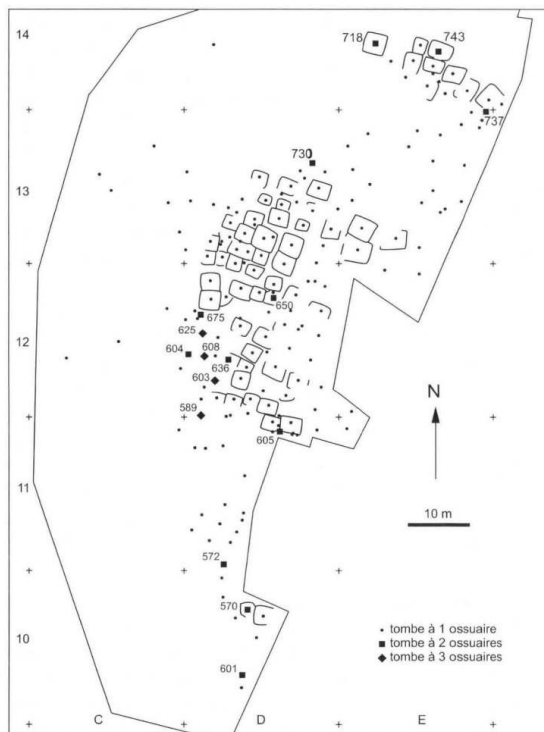 14
718
743
737
730
13
650
675
625
12
604
608
636
603
589
605
N
10 m
11
572
570
10
601
• tombe à 1 ossuaire
■ tombe à 2 ossuaires
◆ tombe à 3 ossuaires
C
D
E